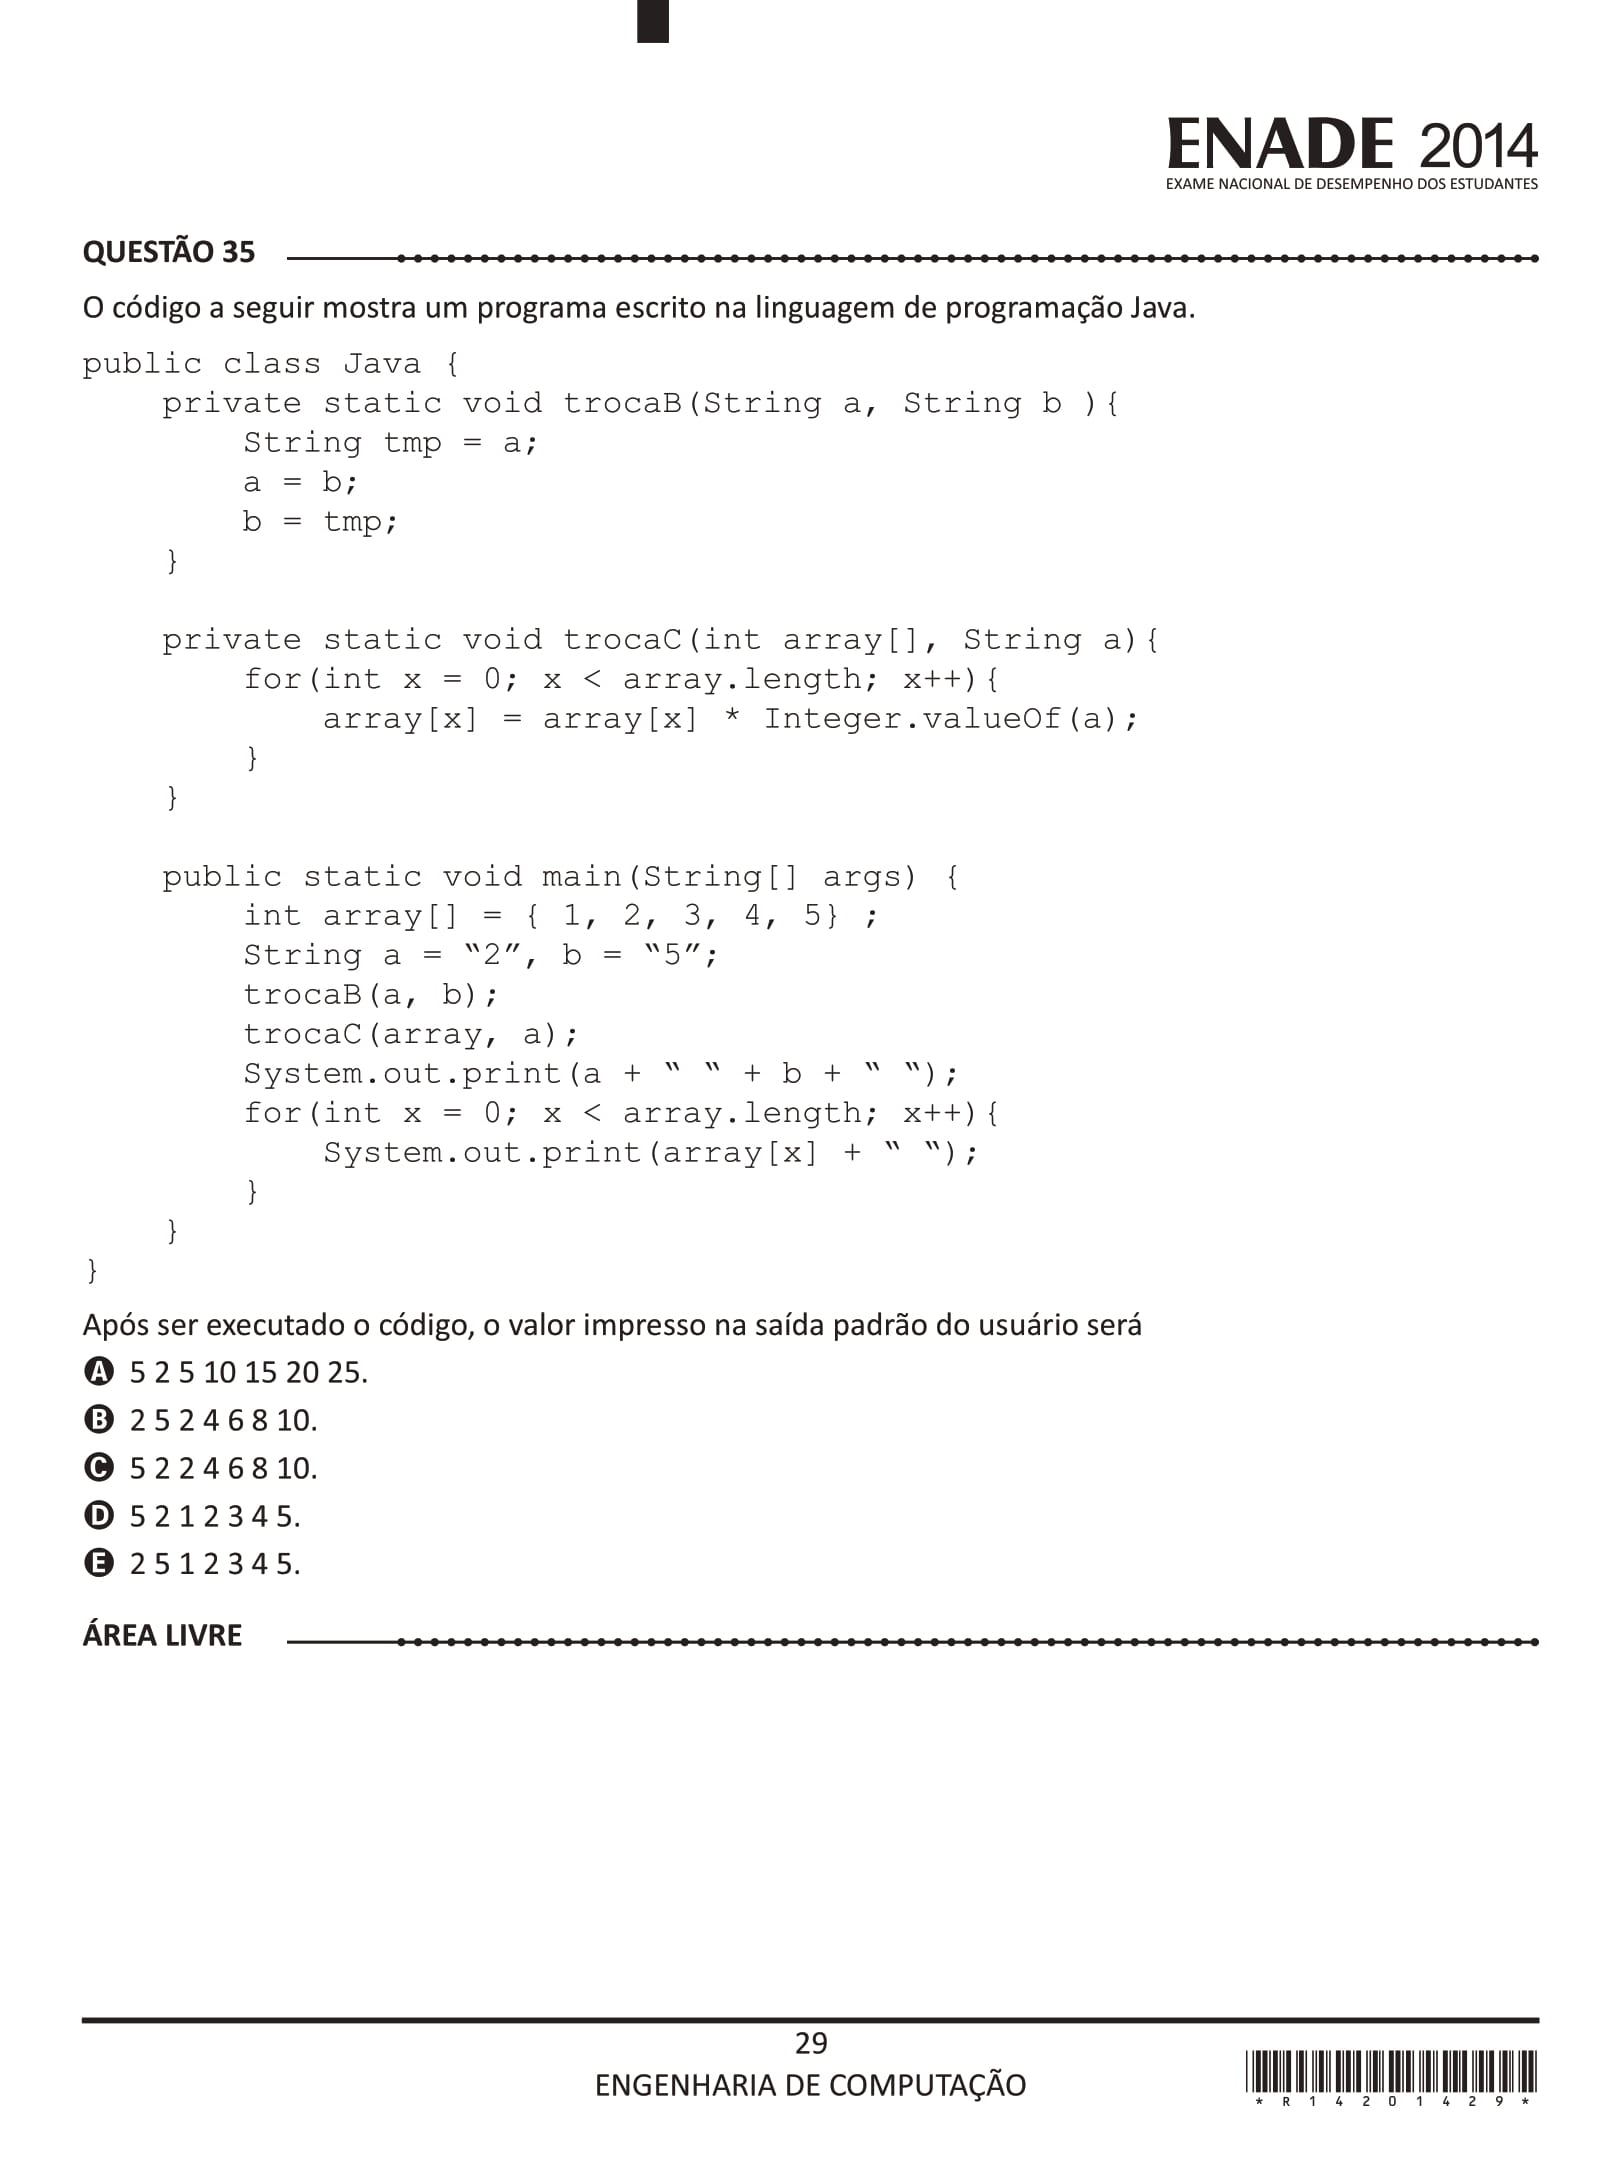 ENADE 2014
EXAME NACIONAL DE DESEMPENHO DOS ESTUDANTES
QUESTÃO 35
O código a seguir mostra um programa escrito na linguagem de programação Java.
public class Java {
    private static void trocaB(String a, String b ){
        String tmp = a;
        a = b;
        b = tmp;
    }
    private static void trocaC(int array[], String a){
        for(int x = 0; x < array.length; x++){
            array[x] = array[x] * Integer.valueOf(a);
        }
    }
    public static void main(String[] args) {
        int array[] = { 1, 2, 3, 4, 5} ;
        String a = “2”, b = “5”;
        trocaB(a, b);
        trocaC(array, a);
        System.out.print(a + “ “ + b + “ “);
        for(int x = 0; x < array.length; x++){
            System.out.print(array[x] + “ “);
        }
    }
}
Após ser executado o código, o valor impresso na saída padrão do usuário será
A 5 2 5 10 15 20 25.
B 2 5 2 4 6 8 10.
C 5 2 2 4 6 8 10.
D 5 2 1 2 3 4 5.
E 2 5 1 2 3 4 5.
ÁREA LIVRE
29
ENGENHARIA DE COMPUTAÇÃO
* R 1 4 2 0 1 4 2 9 *